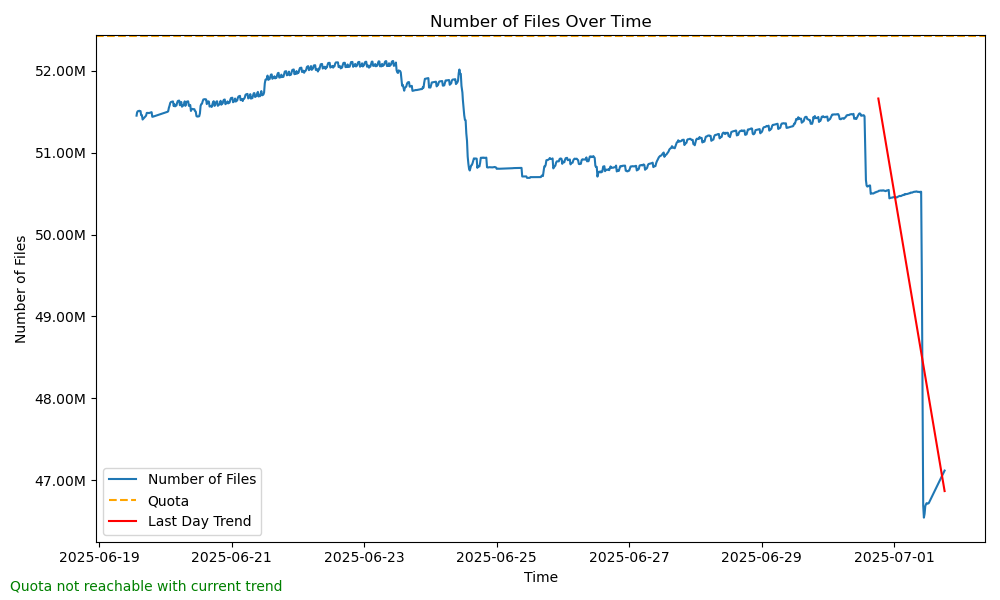 Number of Files Over Time
Number of Files
52.00M
51.00M
50.00M
49.00M
48.00M
47.00M
Number of Files
Quota
Last Day Trend
2025-06-19 2025-06-21 2025-06-23 2025-06-25 2025-06-27 2025-06-29 2025-07-01
Time
Quota not reachable with current trend